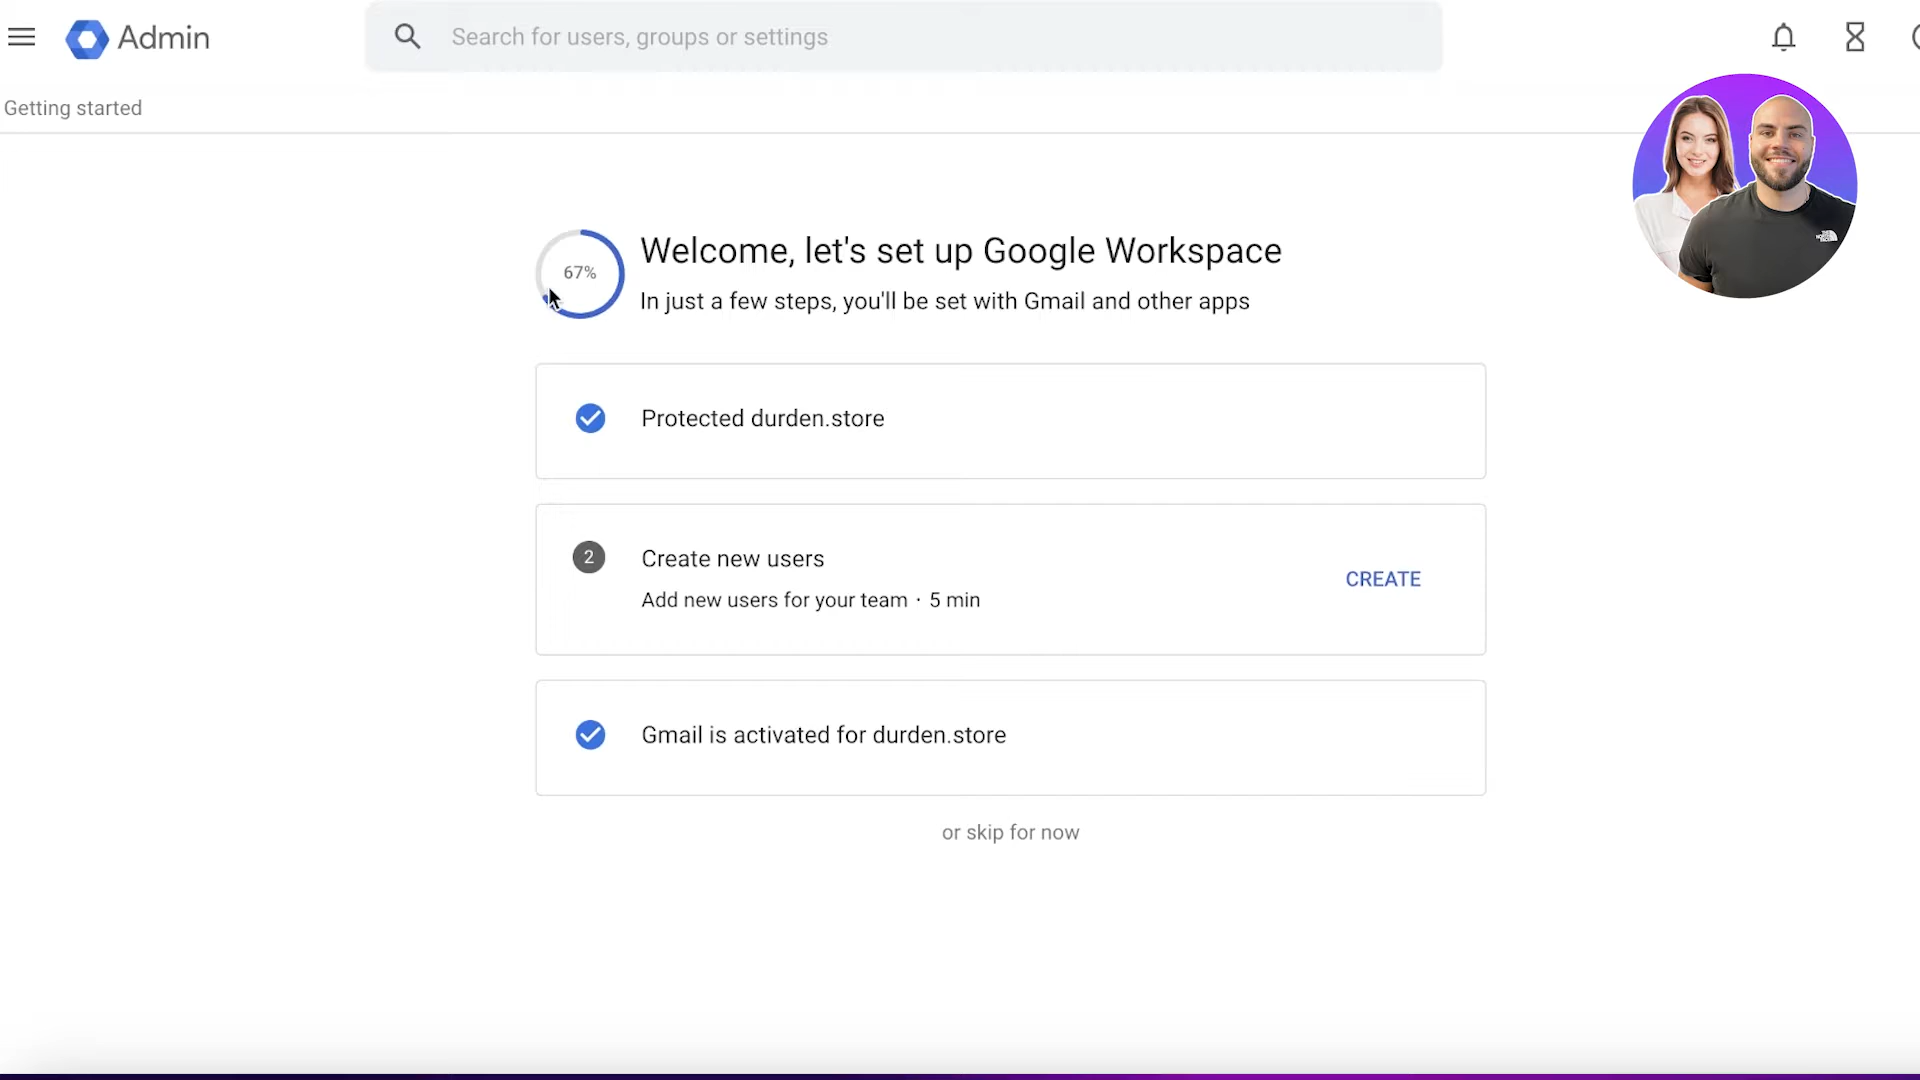 Admin
Search for users, groups or settings
Getting started
67%
Welcome, let's set up Google Workspace
In just a few steps, you'll be set with Gmail and other apps
Protected durden.store
2
Create new users
Add new users for your team · 5 min
CREATE
Gmail is activated for durden.store
or skip for now